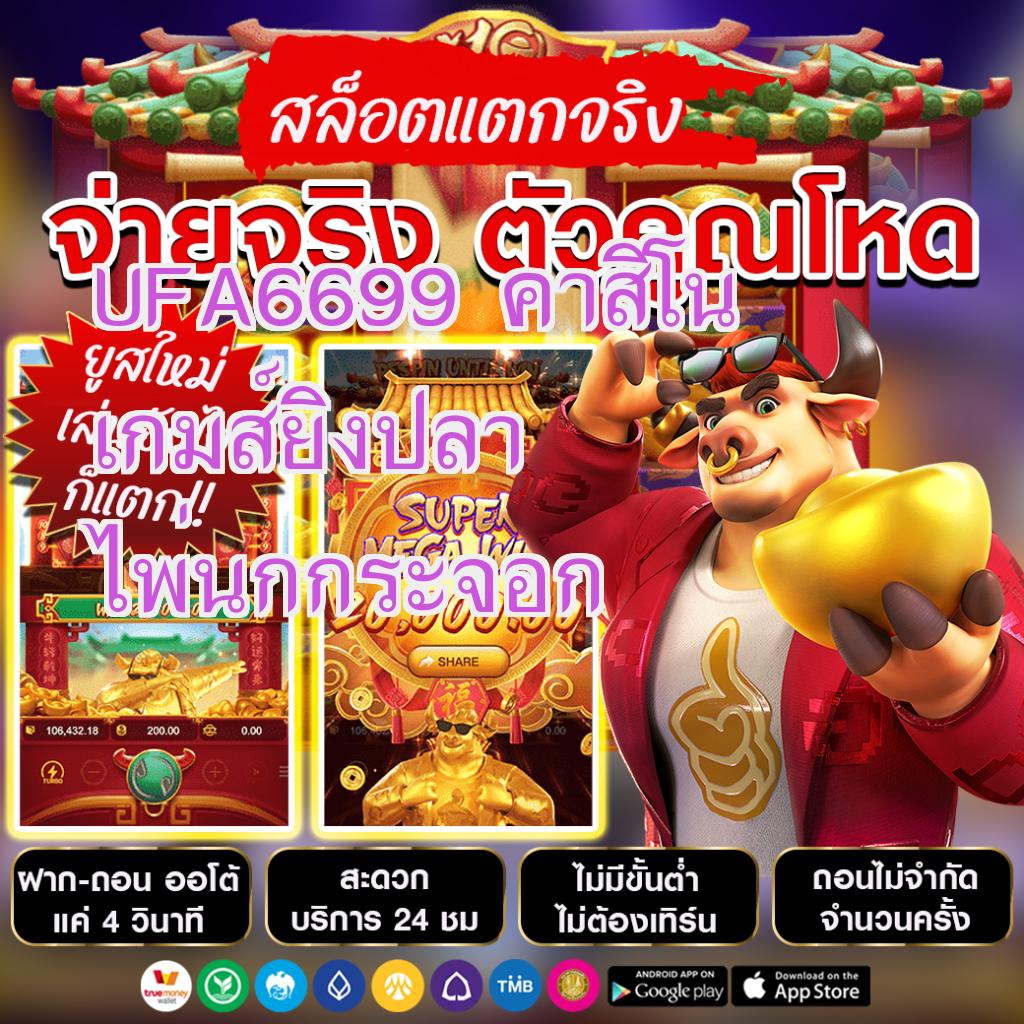 สล็อตแตกจริง
จ่ายจริง ตัวคูณโหด
UFA6699 คาสิโน
ยูสใหม่
เกมส์ยิงปลา
ก็แตก!!
SUPER
MEGA
ไพ่นกกระจอก
SHARE
106,432.18 200.00 0.00
TURBO
福
ฝาก-ถอน ออโต้
แค่ 4 วินาที
สะดวก
บริการ 24 ชม
ไม่มีขั้นต่ำ
ไม่ต้องเทิร์น
ถอนไม่จำกัด
จำนวนครั้ง
truemoney
wallet
TMB
ANDROID APP ON
Google play
Download on the
App Store